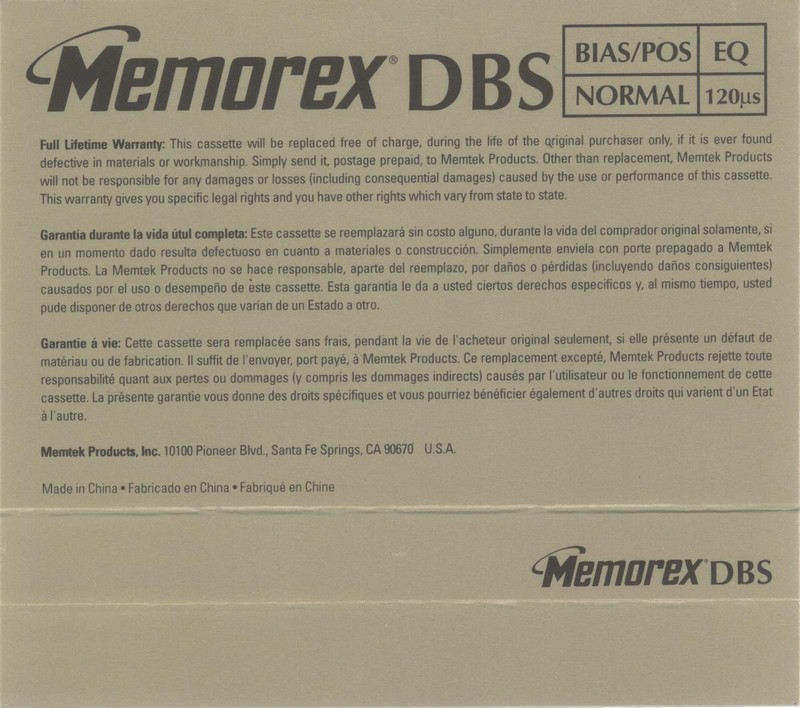 Memorex® DBS
BIAS/POS EQ
NORMAL 120µs
Full Lifetime Warranty: This cassette will be replaced free of charge, during the life of the original purchaser only, if it is ever found
defective in materials or workmanship. Simply send it, postage prepaid, to Memtek Products. Other than replacement, Memtek Products
will not be responsible for any damages or losses (including consequential damages) caused by the use or performance of this cassette.
This warranty gives you specific legal rights and you have other rights which vary from state to state.
Garantía durante la vida útul completa: Este cassette se reemplazará sin costo alguno, durante la vida del comprador original solamente, si
en un momento dado resulta defectuoso en cuanto a materiales o construcción. Simplemente enviela con porte prepagado a Memtek
Products. La Memtek Products no se hace responsable, aparte del reemplazo, por daños o pérdidas (incluyendo daños consiguientes)
causados por el uso o desempeño de èste cassette. Esta garantía le da a usted ciertos derechos especificos y, al mismo tiempo, usted
pude disponer de otros derechos que varían de un Estado a otro.
Garantie á vie: Cette cassette sera remplacée sans frais, pendant la vie de l'acheteur original seulement, si elle présente un défaut de
matériau ou de fabrication. Il suffit de l'envoyer, port payé, à Memtek Products. Ce remplacement excepté, Memtek Products rejette toute
responsabilité quant aux pertes ou dommages (y compris les dommages indirects) causés par l'utilisateur ou le fonctionnement de cette
cassette. La présente garantie vous donne des droits spécifiques et vous pourriez bénéficier également d'autres droits qui varient d'un Etat
à l'autre.
Memtek Products, Inc. 10100 Pioneer Blvd., Santa Fe Springs, CA 90670 U.S.A.
Made in China • Fabricado en China • Fabriqué en Chine
Memorex® DBS